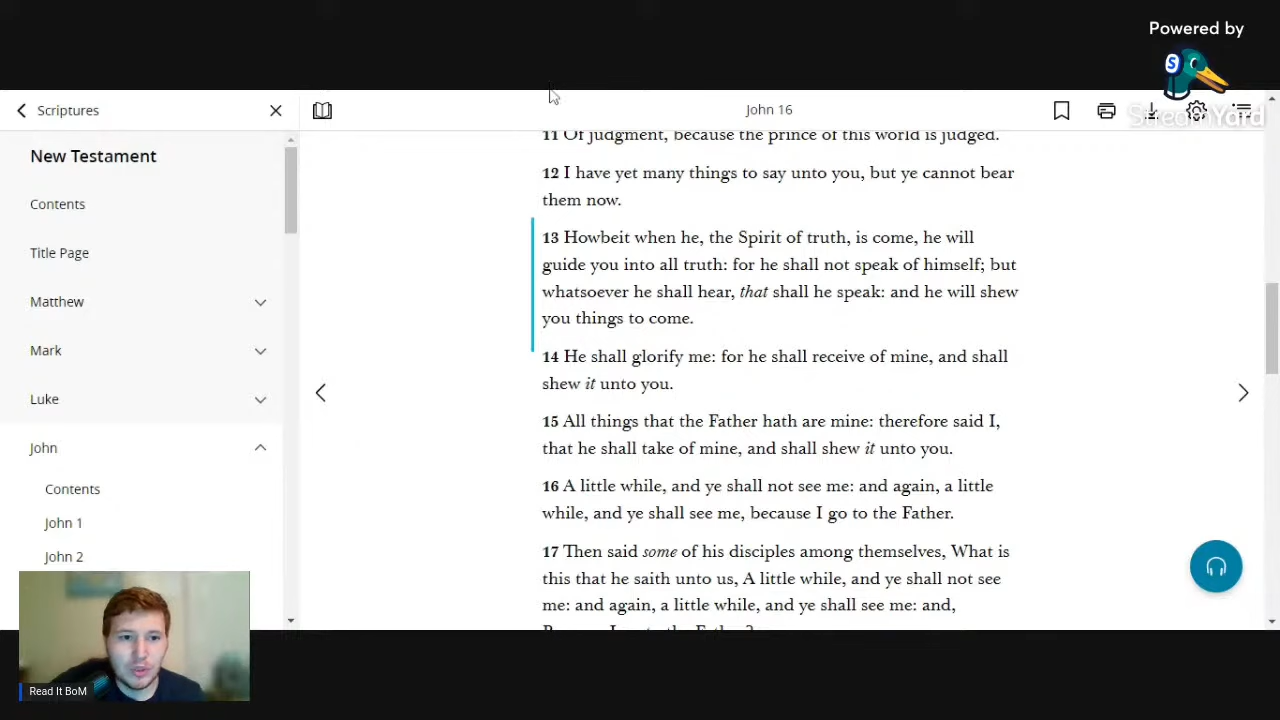 Powered by
StreamYard
Scriptures
John 16
New Testament
Contents
Title Page
Matthew
Mark
Luke
John
Contents
John 1
John 2
11 Of judgment, because the prince of this world is judged.
12 I have yet many things to say unto you, but ye cannot bear
them now.
13 Howbeit when he, the Spirit of truth, is come, he will
guide you into all truth: for he shall not speak of himself; but
whatsoever he shall hear, that shall he speak: and he will shew
you things to come.
14 He shall glorify me: for he shall receive of mine, and shall
shew it unto you.
15 All things that the Father hath are mine: therefore said I,
that he shall take of mine, and shall shew it unto you.
16 A little while, and ye shall not see me: and again, a little
while, and ye shall see me, because I go to the Father.
17 Then said some of his disciples among themselves, What is
this that he saith unto us, A little while, and ye shall not see
me: and again, a little while, and ye shall see me: and,
Read It BoM